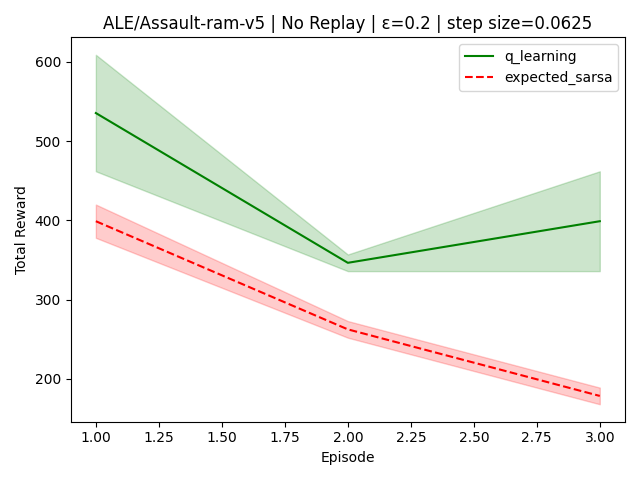 ALE/Assault-ram-v5 | No Replay | ε=0.2 | step size=0.0625
q_learning
expected_sarsa
Total Reward
600
500
400
300
200
1.00 1.25 1.50 1.75 2.00 2.25 2.50 2.75 3.00
Episode